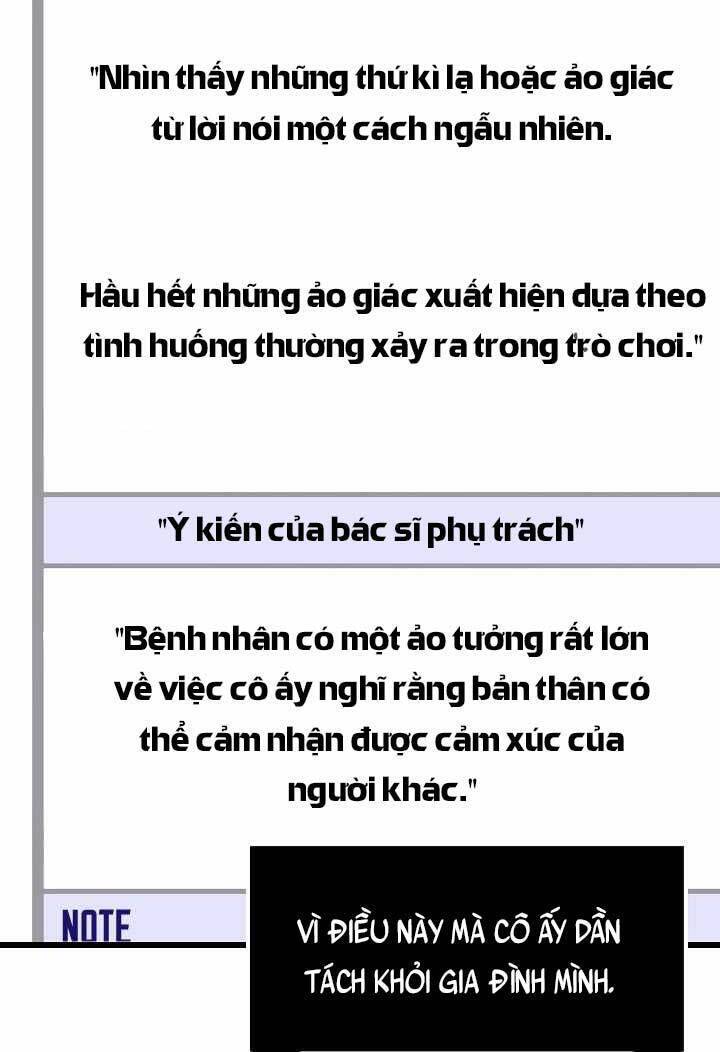 "Nhìn thấy những thứ kì lạ hoặc ảo giác
từ lời nói một cách ngẫu nhiên.
Hầu hết những ảo giác xuất hiện dựa theo
tình huống thường xảy ra trong trò chơi."
"Ý kiến của bác sĩ phụ trách"
"Bệnh nhân có một ảo tưởng rất lớn
về việc cô ấy nghĩ rằng bản thân có
thể cảm nhận được cảm xúc của
người khác."
NOTE
VÌ ĐIỀU NÀY MÀ CÔ ẤY DẦN
TÁCH KHỎI GIA ĐÌNH MÌNH.